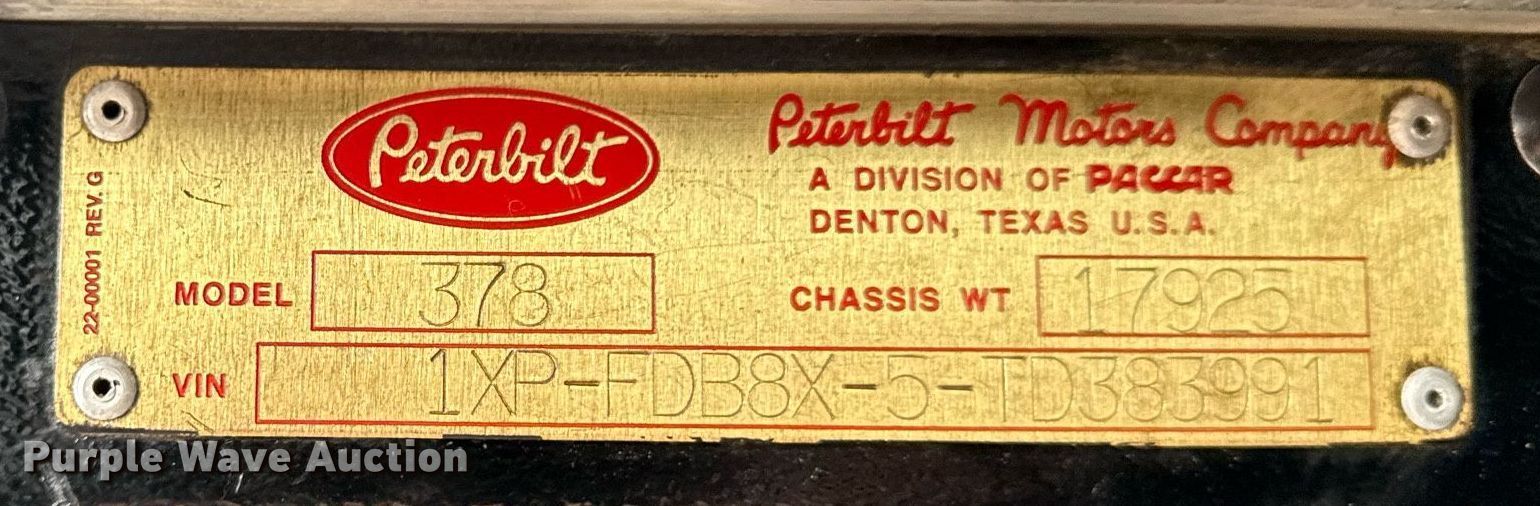 Peterbilt
Peterbilt Motors Company
A DIVISION OF PACCAR
DENTON, TEXAS U.S.A.
22-00001 REV. G
MODEL 378
CHASSIS WT 17925
VIN 1XP-FDB8X-5-TD383991
Purple Wave Auction